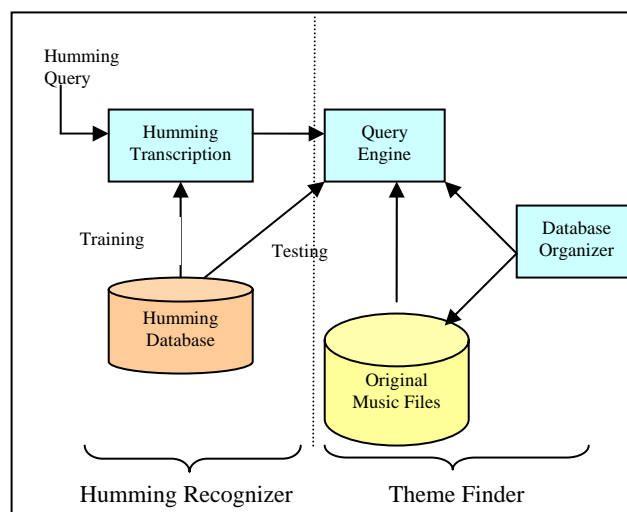 Humming
Query
Humming
Transcription
Query
Engine
Training
Testing
Database
Organizer
Humming
Database
Original
Music Files
Humming Recognizer
Theme Finder